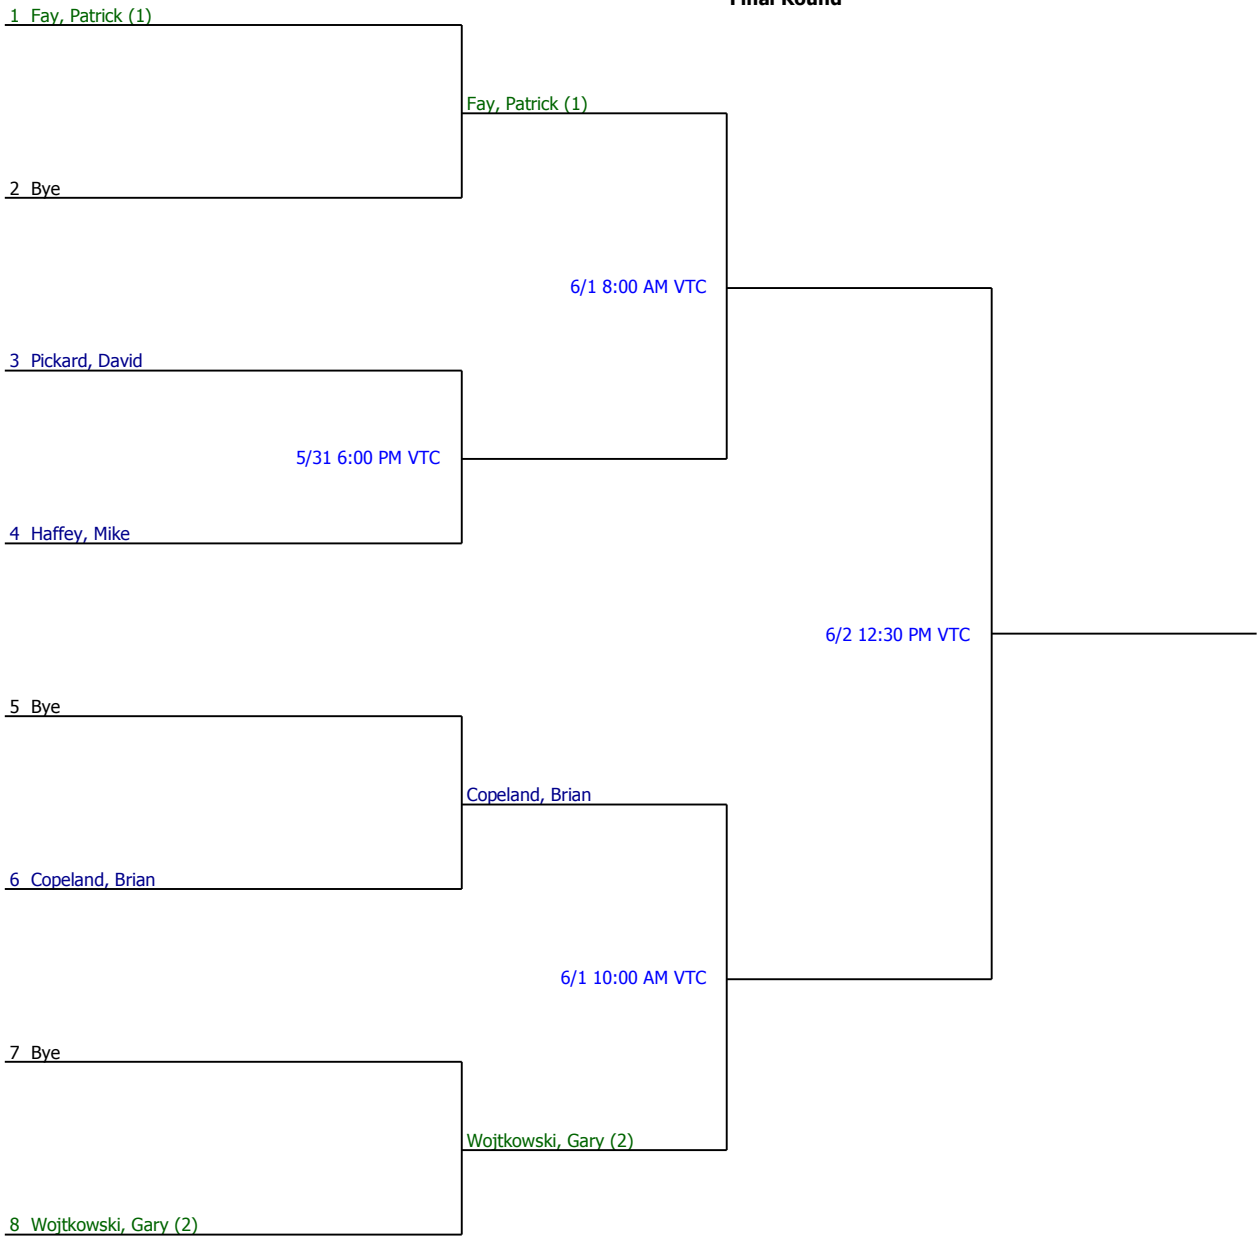 Final Round
1 Fay, Patrick (1)
Fay, Patrick (1)
2 Bye
6/1 8:00 AM VTC
3 Pickard, David
5/31 6:00 PM VTC
4 Haffey, Mike
6/2 12:30 PM VTC
5 Bye
Copeland, Brian
6 Copeland, Brian
6/1 10:00 AM VTC
7 Bye
Wojtkowski, Gary (2)
8 Wojtkowski, Gary (2)